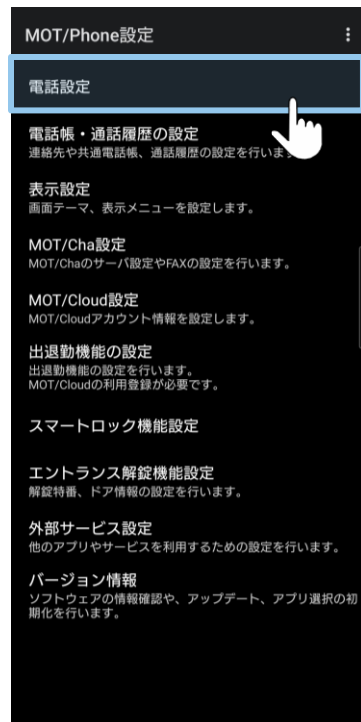 MOT/Phone設定
電話設定
電話帳・通話履歴の設定
連絡先や共通電話帳、通話履歴の設定を行います
表示設定
画面テーマ、表示メニューを設定します。
MOT/Cha設定
MOT/Chaのサーバ設定やFAXの設定を行います。
MOT/Cloud設定
MOT/Cloudアカウント情報を設定します。
出退勤機能の設定
出退勤機能の設定を行います。
MOT/Cloudの利用登録が必要です。
スマートロック機能設定
エントランス解錠機能設定
解錠特番、ドア情報の設定を行います。
外部サービス設定
他のアプリやサービスを利用するための設定を行います。
バージョン情報
ソフトウェアの情報確認や、アップデート、アプリ選択の初
期化を行います。